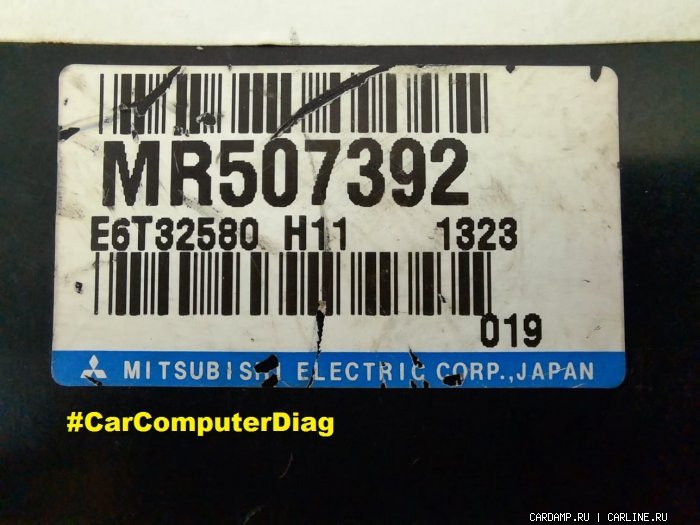 MR507392
E6T32580 H11 1323
019
MITSUBISHI ELECTRIC CORP.,JAPAN
#CarComputerDiag
CARDAMP.RU | CARLINE.RU